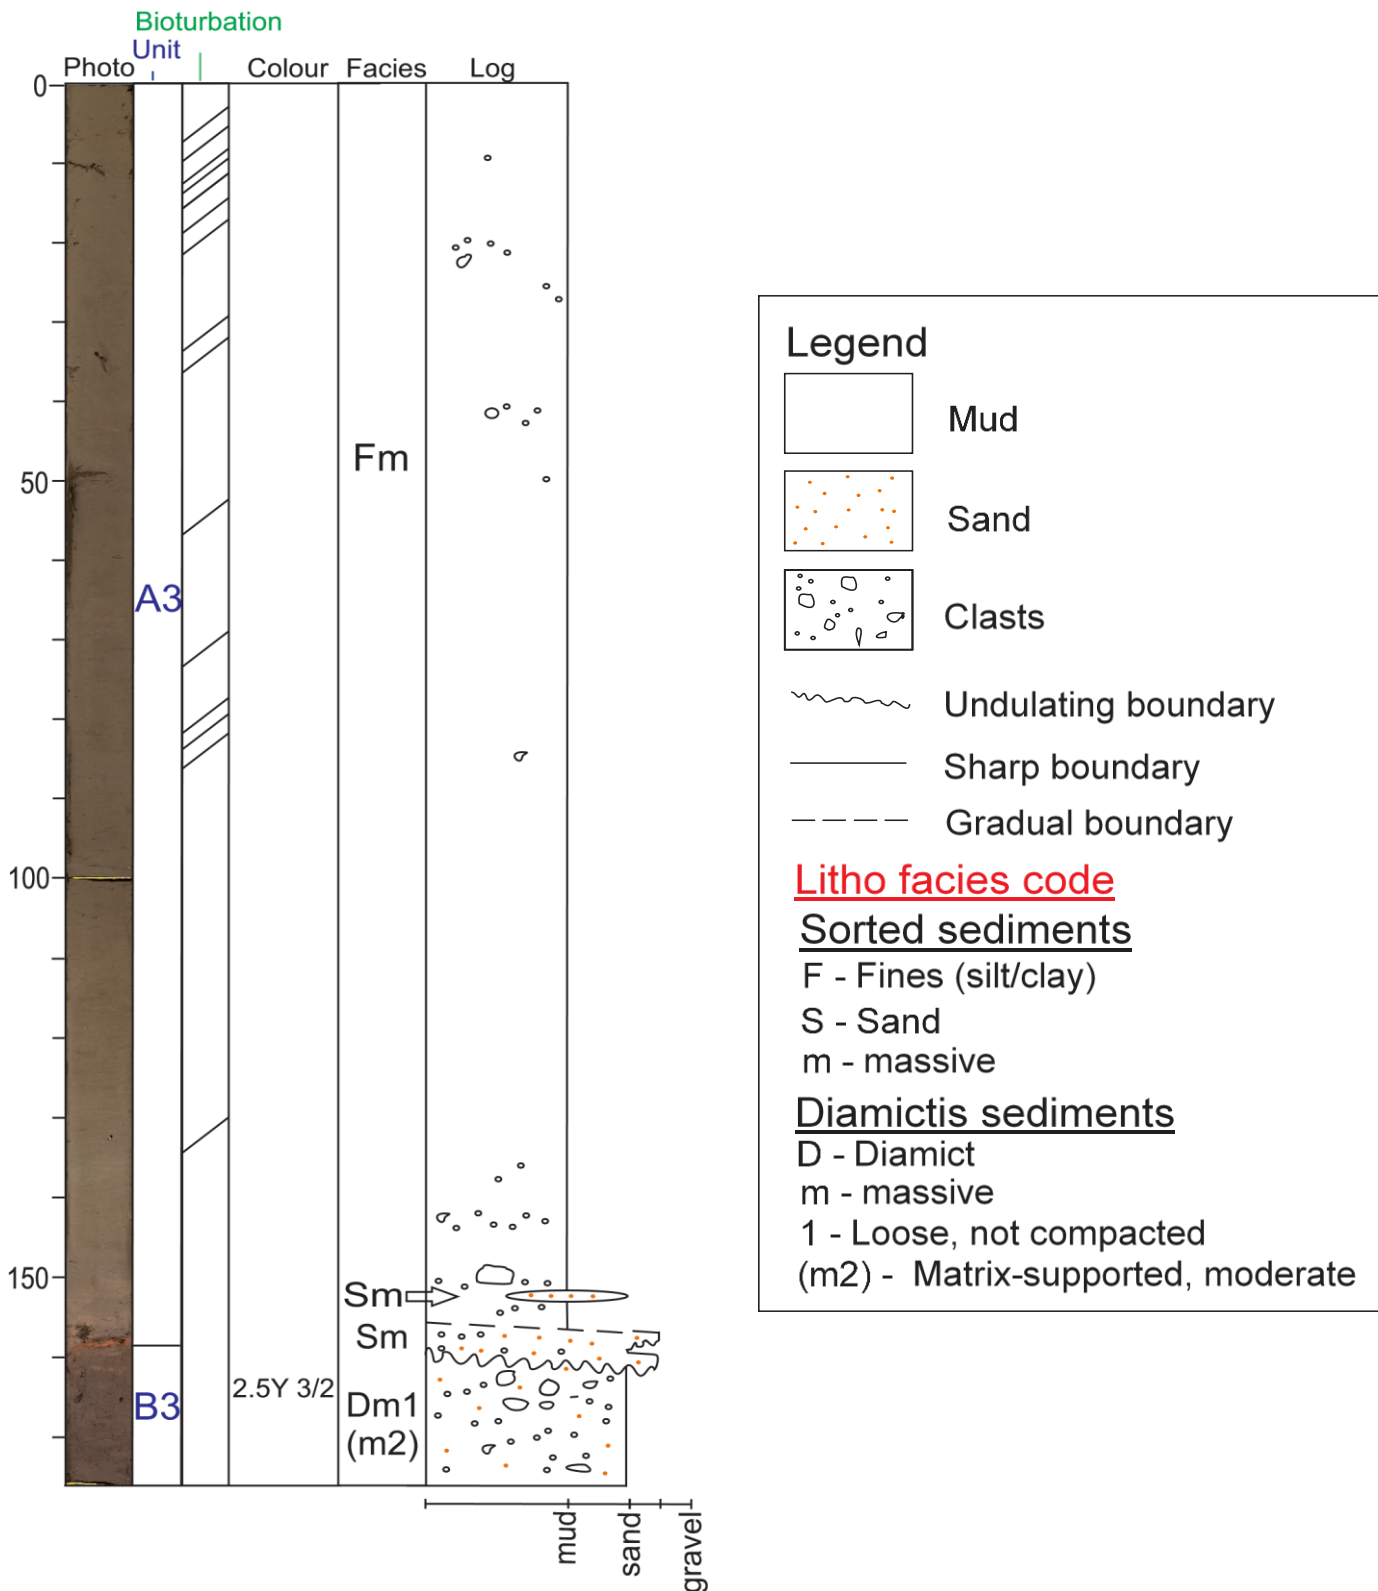 Bioturbation
Unit
Photo Colour Facies Log
0
50
100
150
A3
B3
2.5Y 3/2
Fm
Sm
Sm
Dm1
(m2)
mud
sand
gravel
Legend
Mud
Sand
Clasts
Undulating boundary
Sharp boundary
Gradual boundary
Litho facies code
Sorted sediments
F - Fines (silt/clay)
S - Sand
m - massive
Diamictis sediments
D - Diamict
m - massive
1 - Loose, not compacted
(m2) - Matrix-supported, moderate